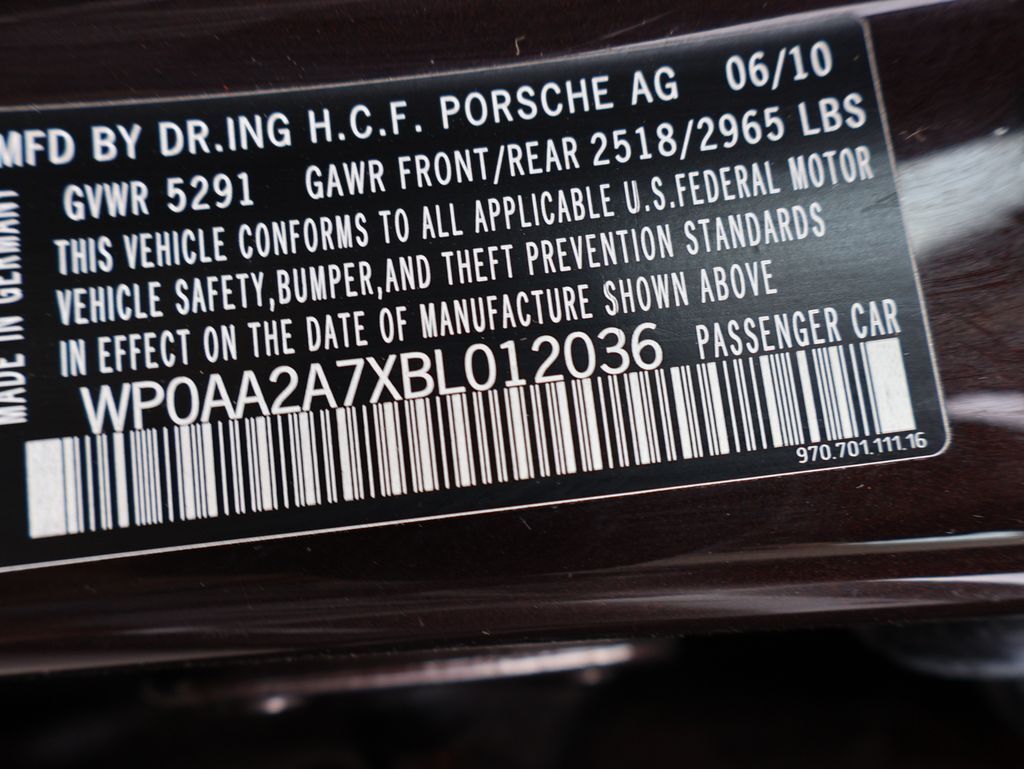 MFD BY DR.ING H.C.F. PORSCHE AG 06/10
GVWR 5291 GAWR FRONT/REAR 2518/2965 LBS
THIS VEHICLE CONFORMS TO ALL APPLICABLE U.S.FEDERAL MOTOR
VEHICLE SAFETY,BUMPER,AND THEFT PREVENTION STANDARDS
IN EFFECT ON THE DATE OF MANUFACTURE SHOWN ABOVE
WP0AA2A7XBL012036 PASSENGER CAR
970.701.111.16
MADE IN GERMANY